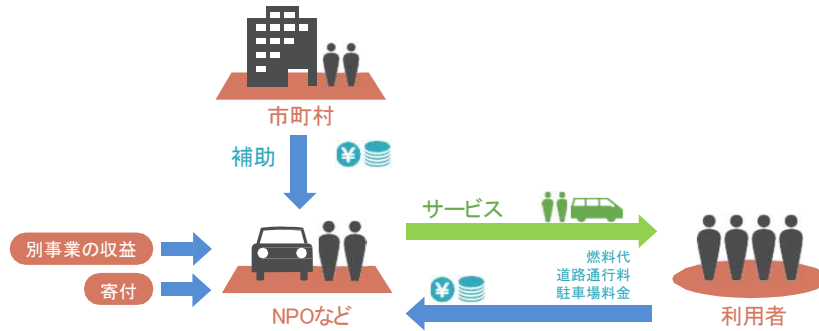 市町村
補助
¥
サービス
別事業の収益
寄付
燃料代
道路通行料
駐車場料金
¥
NPOなど
利用者